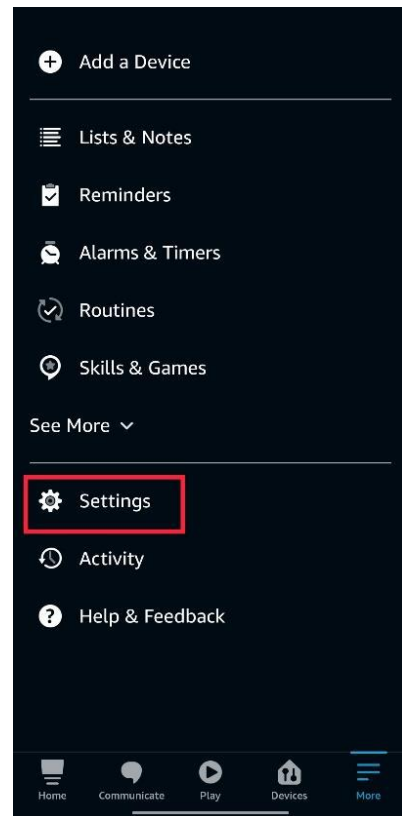 Add a Device
Lists & Notes
Reminders
Alarms & Timers
Routines
Skills & Games
See More
Settings
Activity
Help & Feedback
Home Communicate Play Devices More